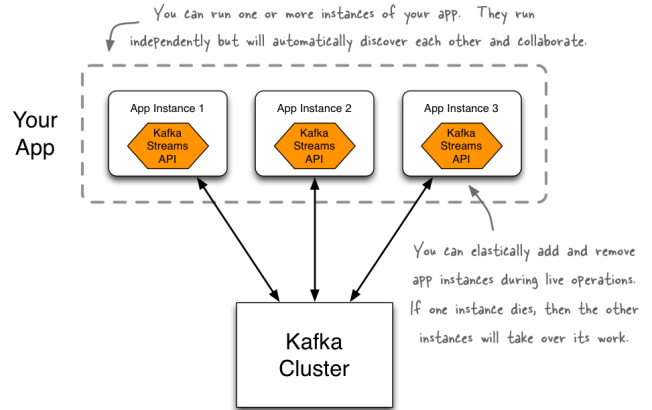 You can run one or more instances of your app. They run
independently but will automatically discover each other and collaborate.
Your
App
App Instance 1
Kafka
Streams
API
App Instance 2
Kafka
Streams
API
App Instance 3
Kafka
Streams
API
You can elastically add and remove
app instances during live operations.
If one instance dies, then the other
instances will take over its work.
Kafka
Cluster